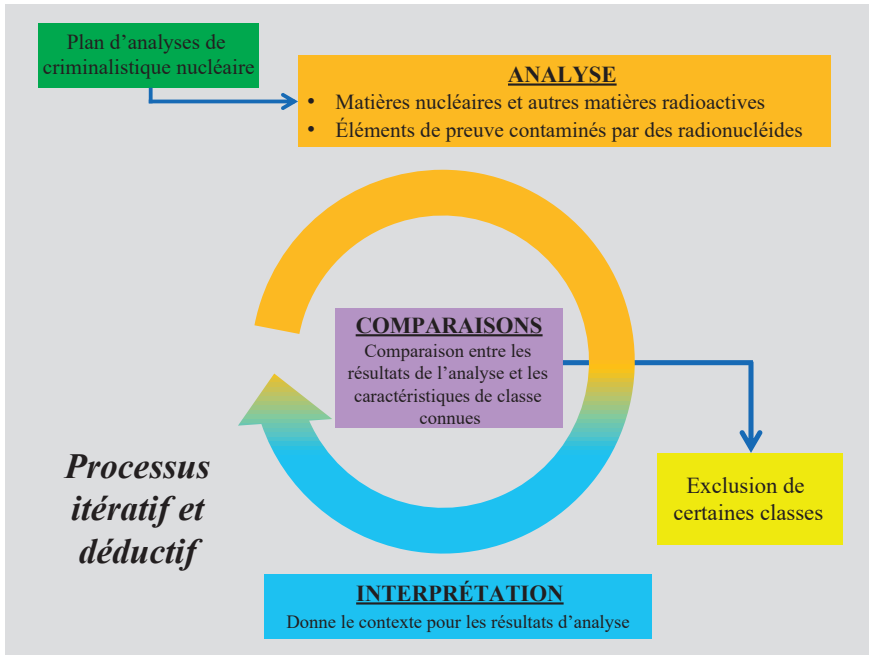 Plan d’analyses de
criminalistique nucléaire
ANALYSE
• Matières nucléaires et autres matières radioactives
• Éléments de preuve contaminés par des radionucléides
COMPARAISONS
Comparaison entre les
résultats de l’analyse et les
caractéristiques de classe
connues
Processus
itératif et
déductif
Exclusion de
certaines classes
INTERPRÉTATION
Donne le contexte pour les résultats d’analyse